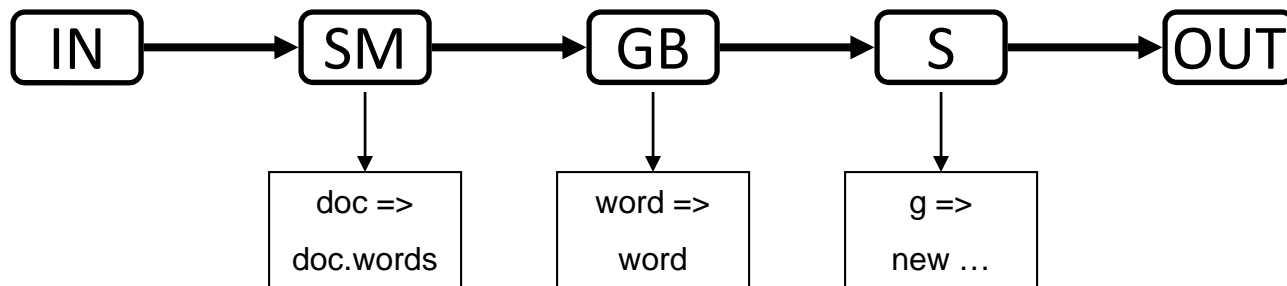 IN SM GB S OUT
doc => word => g =>
doc.words word new …